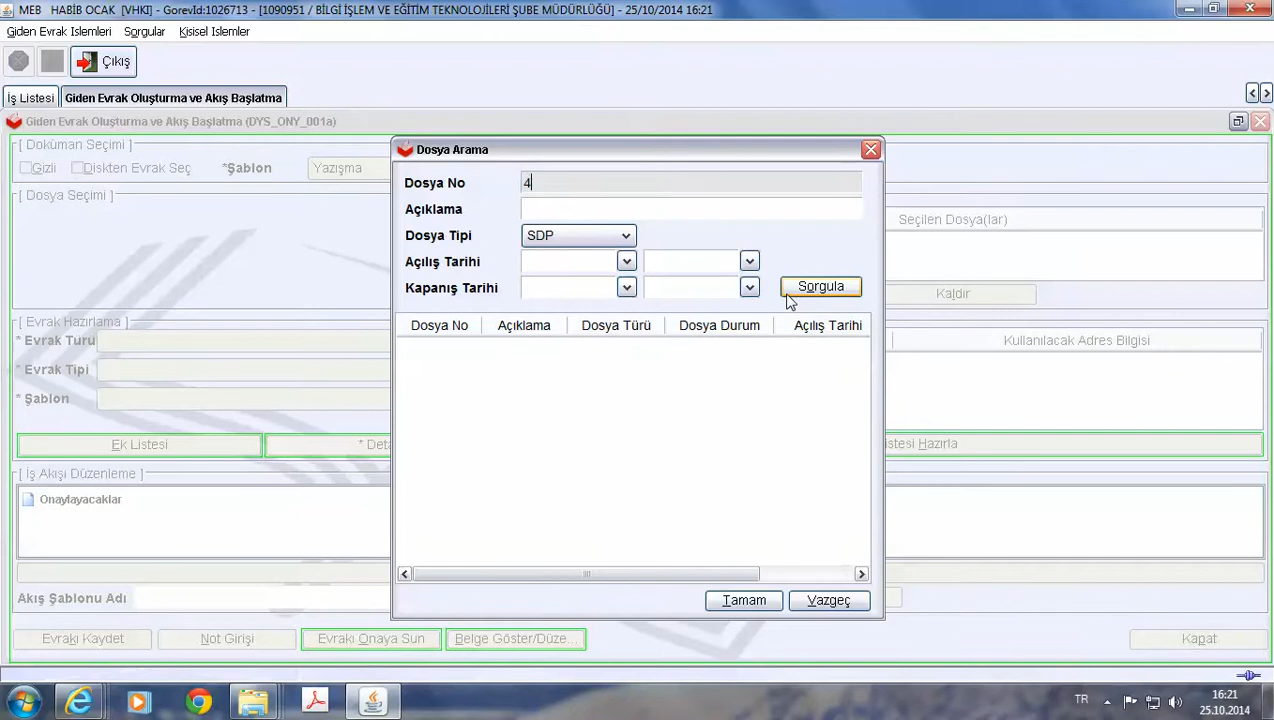 MEB HABİB OCAK [VHKI] - GorevId:1026713 - [1090951 / BİLGİ İŞLEM VE EĞİTİM TEKNOLOJİLERİ ŞUBE MÜDÜRLÜĞÜ] - 25/10/2014 16:21
Giden Evrak Islemleri Sorgular Kisisel Islemler
Çıkış
İş Listesi Giden Evrak Oluşturma ve Akış Başlatma
Giden Evrak Oluşturma ve Akış Başlatma (DYS_ONY_001a)
[ Doküman Seçimi ]
Gizli Diskten Evrak Seç *Şablon Yazışma
[ Dosya Seçimi ]
Seçilen Dosya(lar)
Kaldır
[ Evrak Hazırlama ]
* Evrak Turu
Kullanılacak Adres Bilgisi
* Evrak Tipi
* Şablon
Ek Listesi * Deta istesi Hazırla
[ İş Akışı Düzenleme ]
Onaylayacaklar
Akış Şablonu Adı
Evrakı Kaydet Not Girişi Evrakı Onaya Sun Belge Göster/Düze... Kapat
Dosya Arama
Dosya No 4
Açıklama
Dosya Tipi SDP
Açılış Tarihi
Kapanış Tarihi Sorgula
Dosya No Açıklama Dosya Türü Dosya Durum Açılış Tarihi
Tamam Vazgeç
TR 16:21
25.10.2014